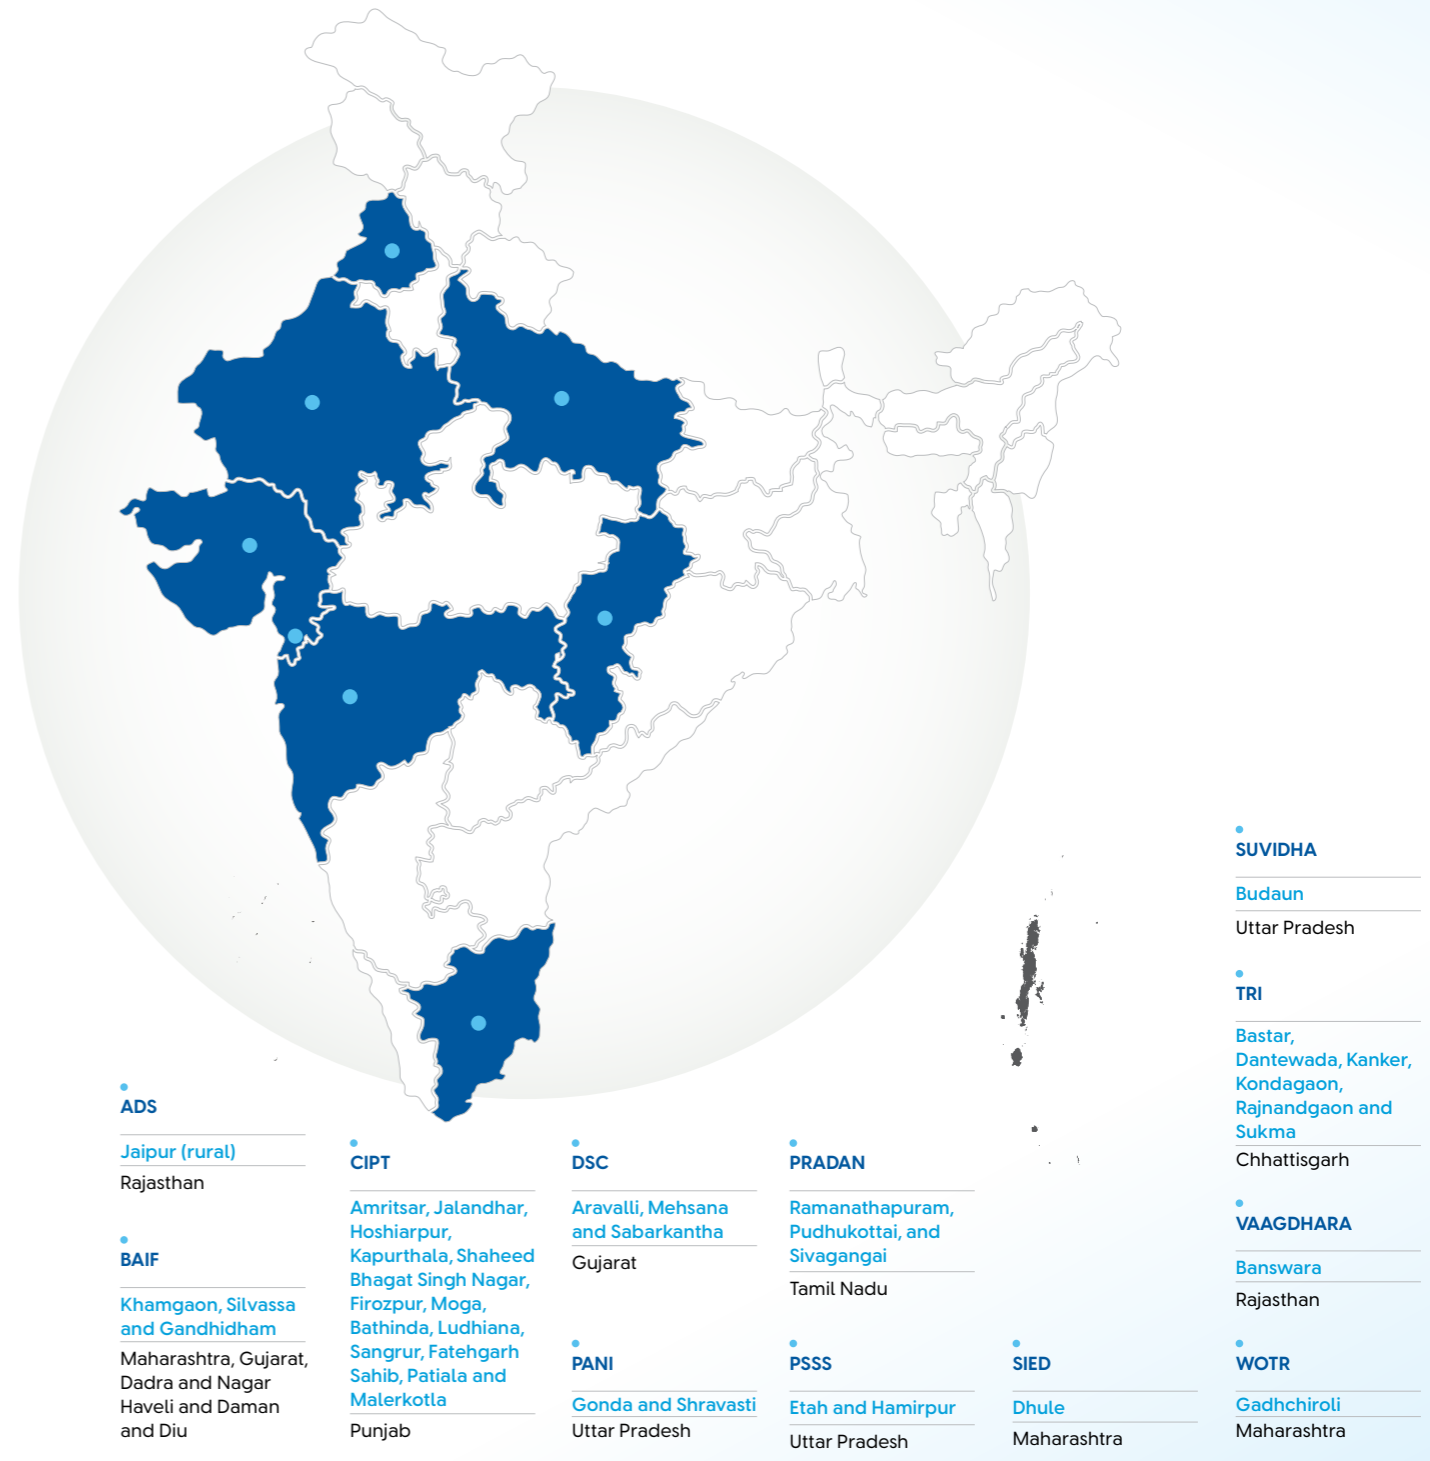 ADS
Jaipur (rural)
Rajasthan
BAIF
Khamgaon, Silvassa
and Gandhidham
Maharashtra, Gujarat,
Dadra and Nagar
Haveli and Daman
and Diu
CIPT
Amritsar, Jalandhar,
Hoshiarpur,
Kapurthala, Shaheed
Bhagat Singh Nagar,
Firozpur, Moga,
Bathinda, Ludhiana,
Sangrur, Fatehgarh
Sahib, Patiala and
Malerkotla
Punjab
DSC
Aravalli, Mehsana
and Sabarkantha
Gujarat
PANI
Gonda and Shravasti
Uttar Pradesh
PRADAN
Ramanathapuram,
Pudhukottai, and
Sivagangai
Tamil Nadu
PSSS
Etah and Hamirpur
Uttar Pradesh
SIED
Dhule
Maharashtra
SUVIDHA
Budaun
Uttar Pradesh
TRI
Bastar,
Dantewada, Kanker,
Kondagaon,
Rajnandgaon and
Sukma
Chhattisgarh
VAAGDHARA
Banswara
Rajasthan
WOTR
Gadhchiroli
Maharashtra